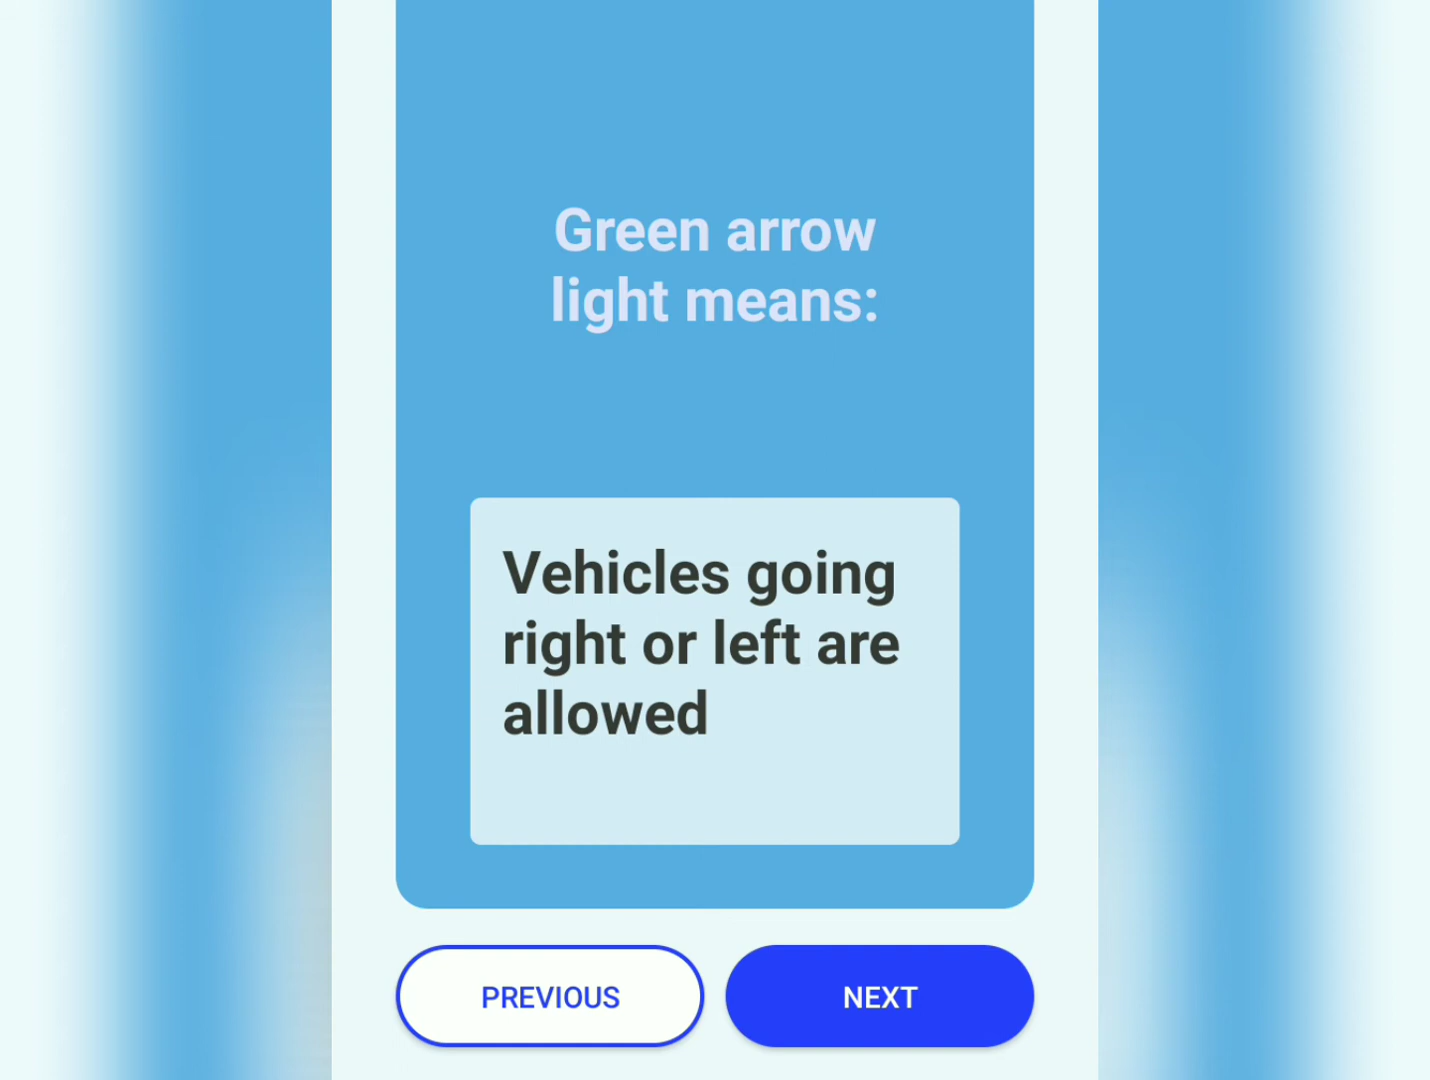 Green arrow
light means:
Vehicles going
right or left are
allowed
PREVIOUS
NEXT